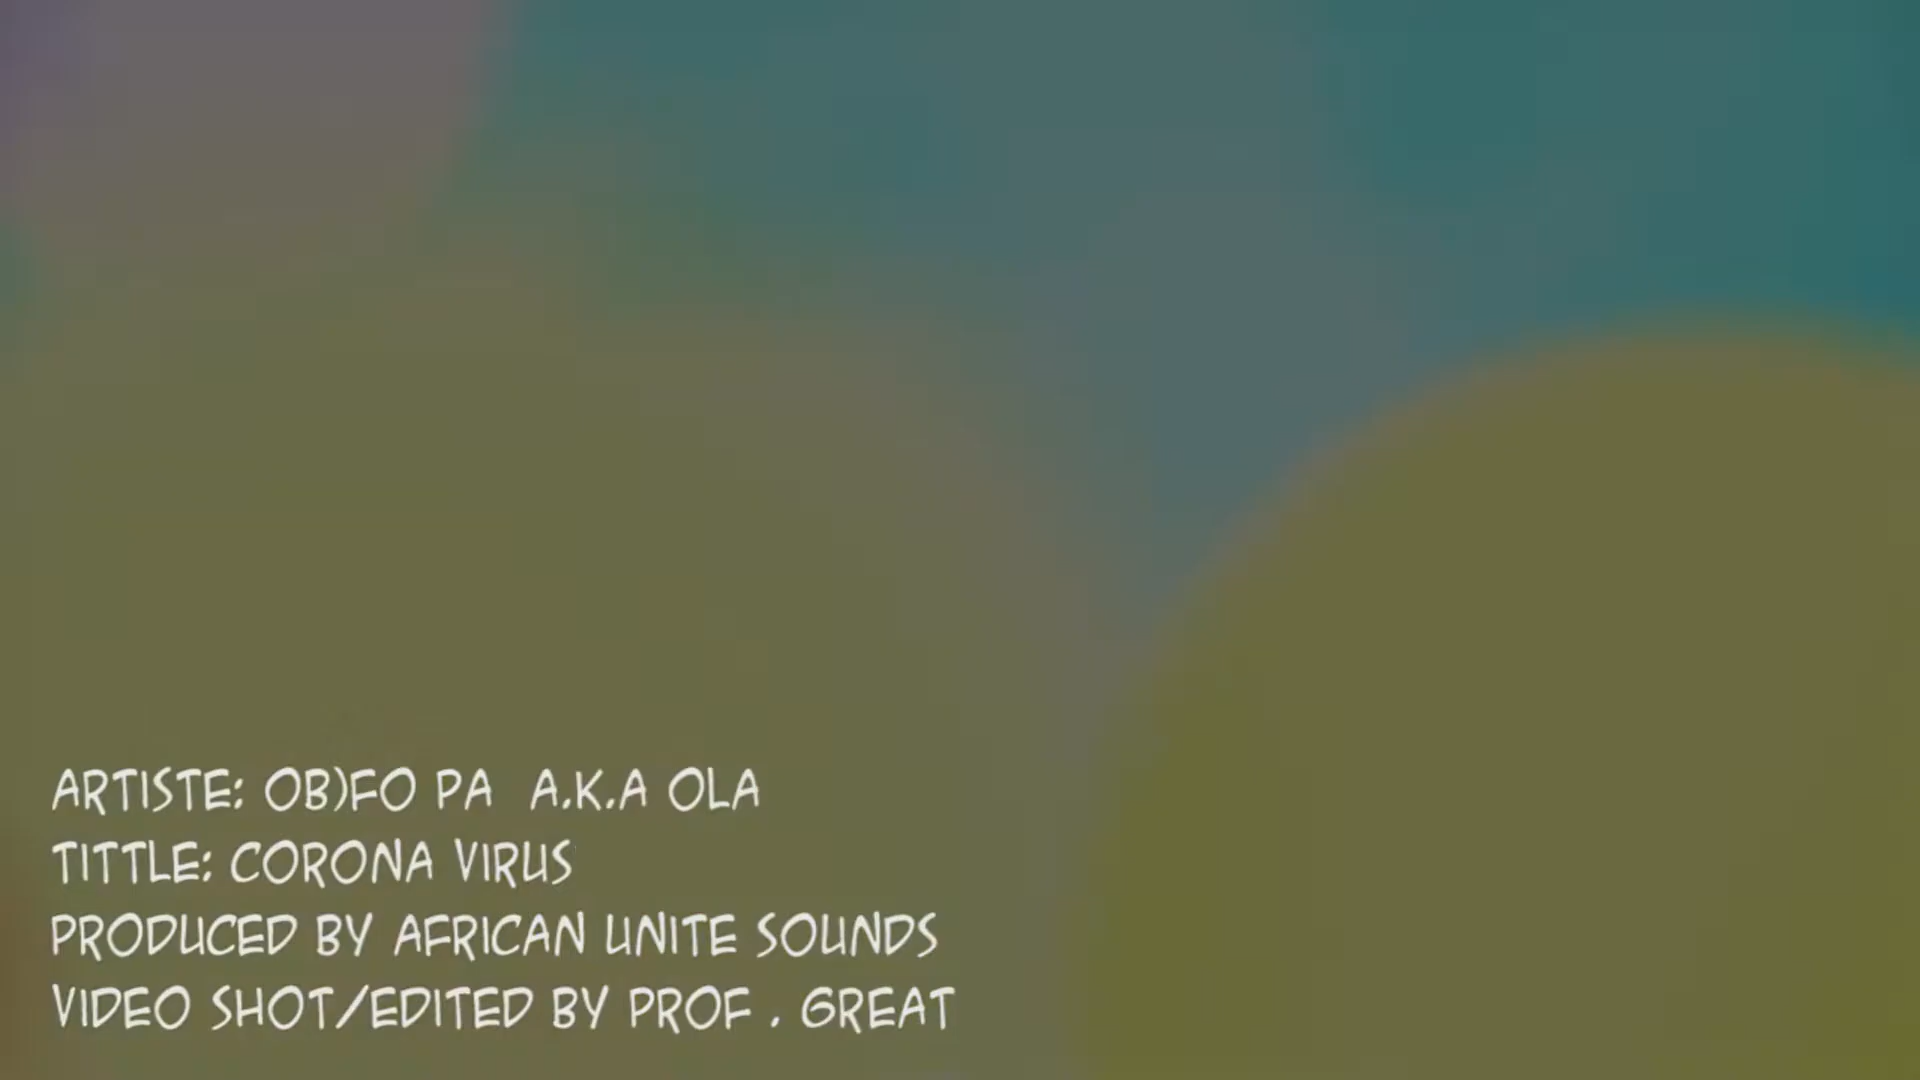 ARTISTE: OB)FO PA A.K.A OLA
TITTLE: CORONA VIRUS
PRODUCED BY AFRICAN UNITE SOUNDS
VIDEO SHOT/EDITED BY PROF . GREAT